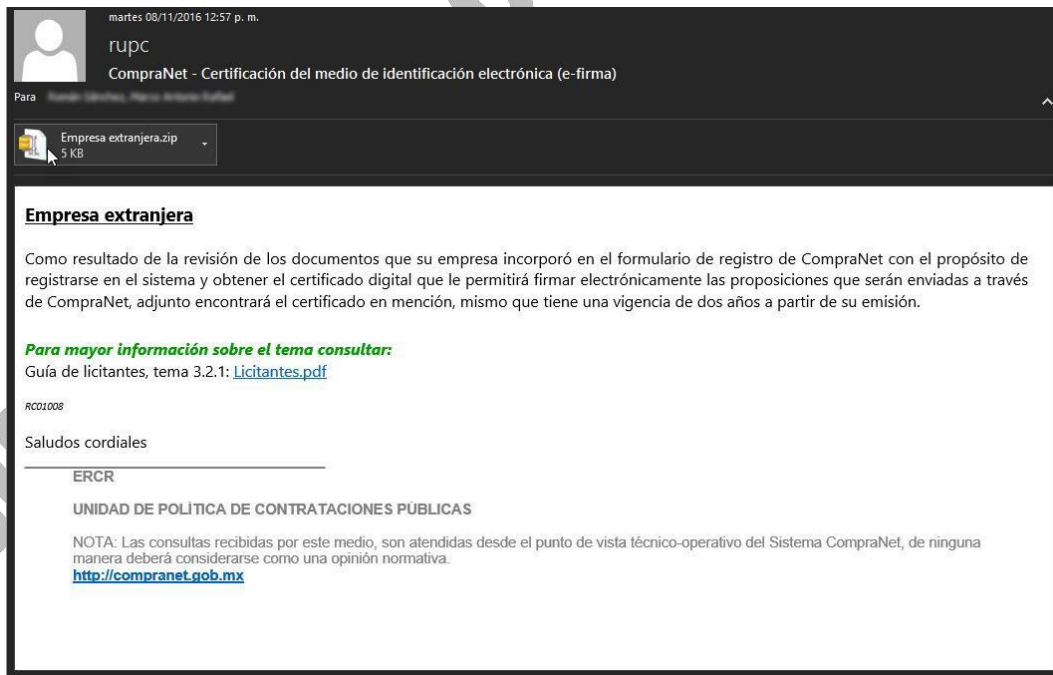 martes 08/11/2016 12:57 p. m.
rupc
CompraNet - Certificación del medio de identificación electrónica (e-firma)
Para
Empresa extranjera.zip
5 KB
Empresa extranjera
Como resultado de la revisión de los documentos que su empresa incorporó en el formulario de registro de CompraNet con el propósito de
registrarse en el sistema y obtener el certificado digital que le permitirá firmar electrónicamente las proposiciones que serán enviadas a través
de CompraNet, adjunto encontrará el certificado en mención, mismo que tiene una vigencia de dos años a partir de su emisión.
Para mayor información sobre el tema consultar:
Guía de licitantes, tema 3.2.1: Licitantes.pdf
RC01008
Saludos cordiales
ERCR
UNIDAD DE POLÍTICA DE CONTRATACIONES PÚBLICAS
NOTA: Las consultas recibidas por este medio, son atendidas desde el punto de vista técnico-operativo del Sistema CompraNet, de ninguna
manera deberá considerarse como una opinión normativa.
http://compranet.gob.mx